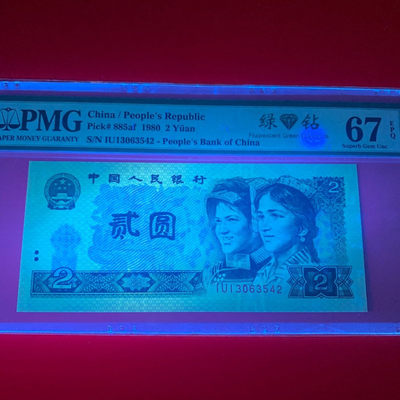 PMG
PAPER MONEY GUARANTY
China / People's Republic
Pick# 885af 1980 2 Yüan
S/N IU13063542 - People's Bank of China
绿 钻
Fluorescent Green
67 EPQ
Superb Gem Unc
中国人民银行
贰圆
2
2
2
IU13063542